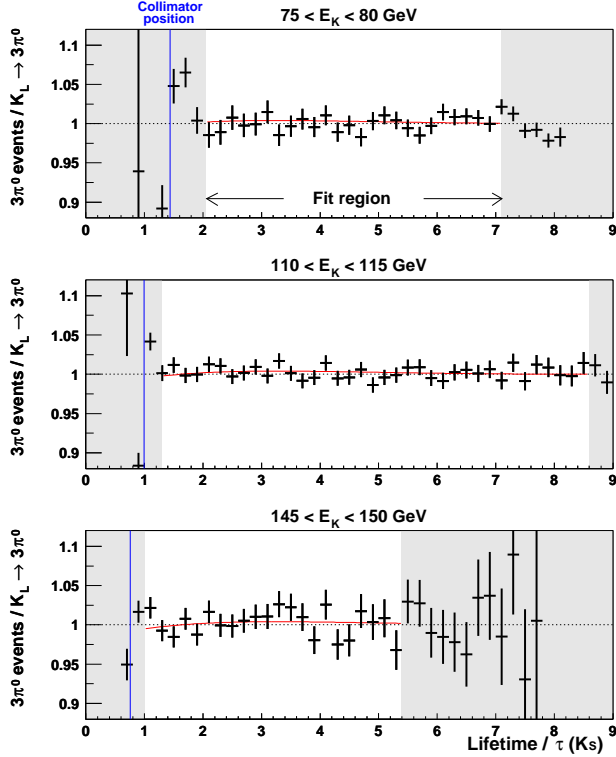 Collimator
position
75 < E_K < 80 GeV
3π⁰ events / K_L → 3π⁰
1.1
1.05
1
0.95
0.9
Fit region
0 1 2 3 4 5 6 7 8 9
110 < E_K < 115 GeV
3π⁰ events / K_L → 3π⁰
1.1
1.05
1
0.95
0.9
0 1 2 3 4 5 6 7 8 9
145 < E_K < 150 GeV
3π⁰ events / K_L → 3π⁰
1.1
1.05
1
0.95
0.9
0 1 2 3 4 5 6 7 8 9
Lifetime / τ (K_S)